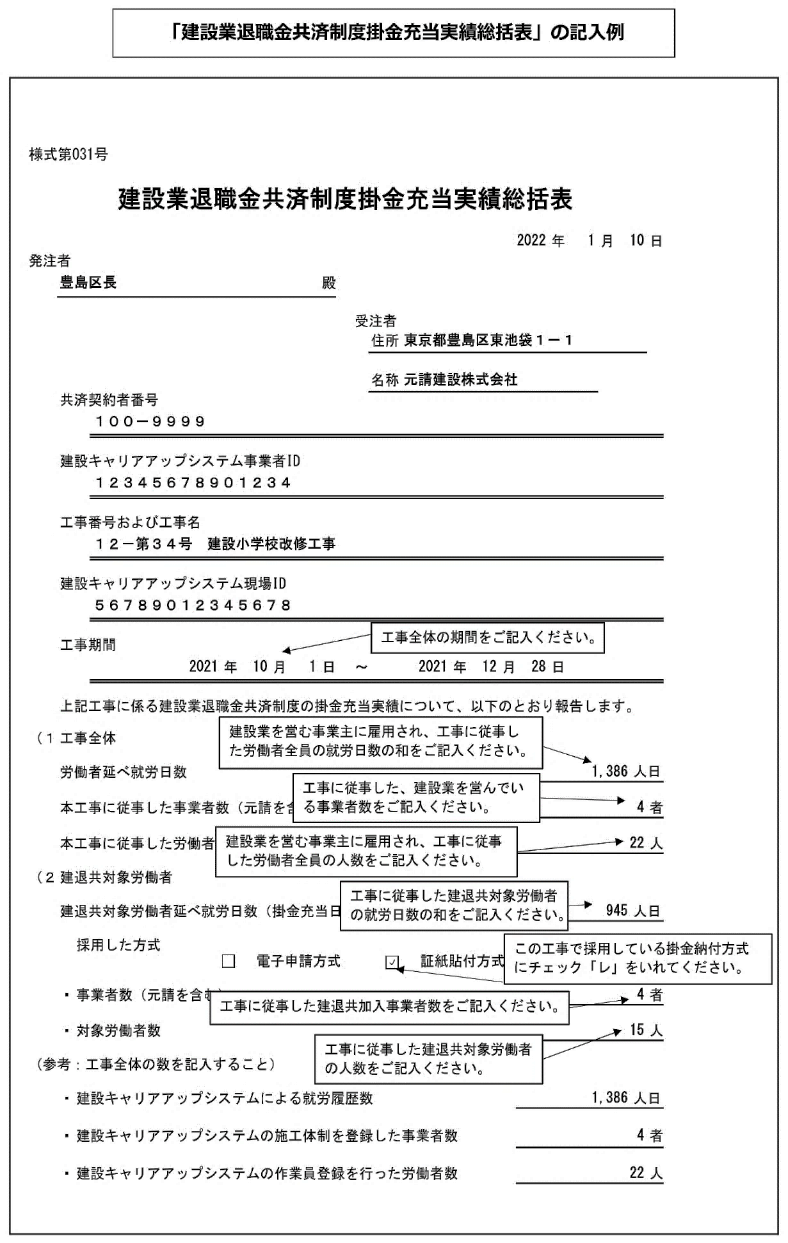 「建設業退職金共済制度掛金充当実績総括表」の記入例
様式第031号
建設業退職金共済制度掛金充当実績総括表
2022 年 1 月 10 日
発注者
豊島区長 殿
受注者
住所 東京都豊島区東池袋1－1
名称 元請建設株式会社
共済契約者番号
100－9999
建設キャリアアップシステム事業者ID
12345678901234
工事番号および工事名
12－第34号 建設小学校改修工事
建設キャリアアップシステム現場ID
56789012345678
工事全体の期間をご記入ください。
工事期間
2021 年 10 月 1 日 ～ 2021 年 12 月 28 日
上記工事に係る建設業退職金共済制度の掛金充当実績について、以下のとおり報告します。
（1 工事全体
建設業を営む事業主に雇用され、工事に従事し
た労働者全員の就労日数の和をご記入ください。
労働者延べ就労日数 1,386 人日
工事に従事した、建設業を営んでい
る事業者数をご記入ください。
本工事に従事した事業者数（元請を含 4 者
建設業を営む事業主に雇用され、工事に従事
した労働者全員の人数をご記入ください。
本工事に従事した労働者 22 人
（2 建退共対象労働者
工事に従事した建退共対象労働者
の就労日数の和をご記入ください。
建退共対象労働者延べ就労日数（掛金充当日 945 人日
採用した方式
□ 電子申請方式 ☑ 証紙貼付方式
この工事で採用している掛金納付方式
にチェック「レ」をいれてください。
・事業者数（元請を含む） 4 者
工事に従事した建退共加入事業者数をご記入ください。
・対象労働者数 15 人
工事に従事した建退共対象労働者
の人数をご記入ください。
（参考：工事全体の数を記入すること）
・建設キャリアアップシステムによる就労履歴数 1,386 人日
・建設キャリアアップシステムの施工体制を登録した事業者数 4 者
・建設キャリアアップシステムの作業員登録を行った労働者数 22 人